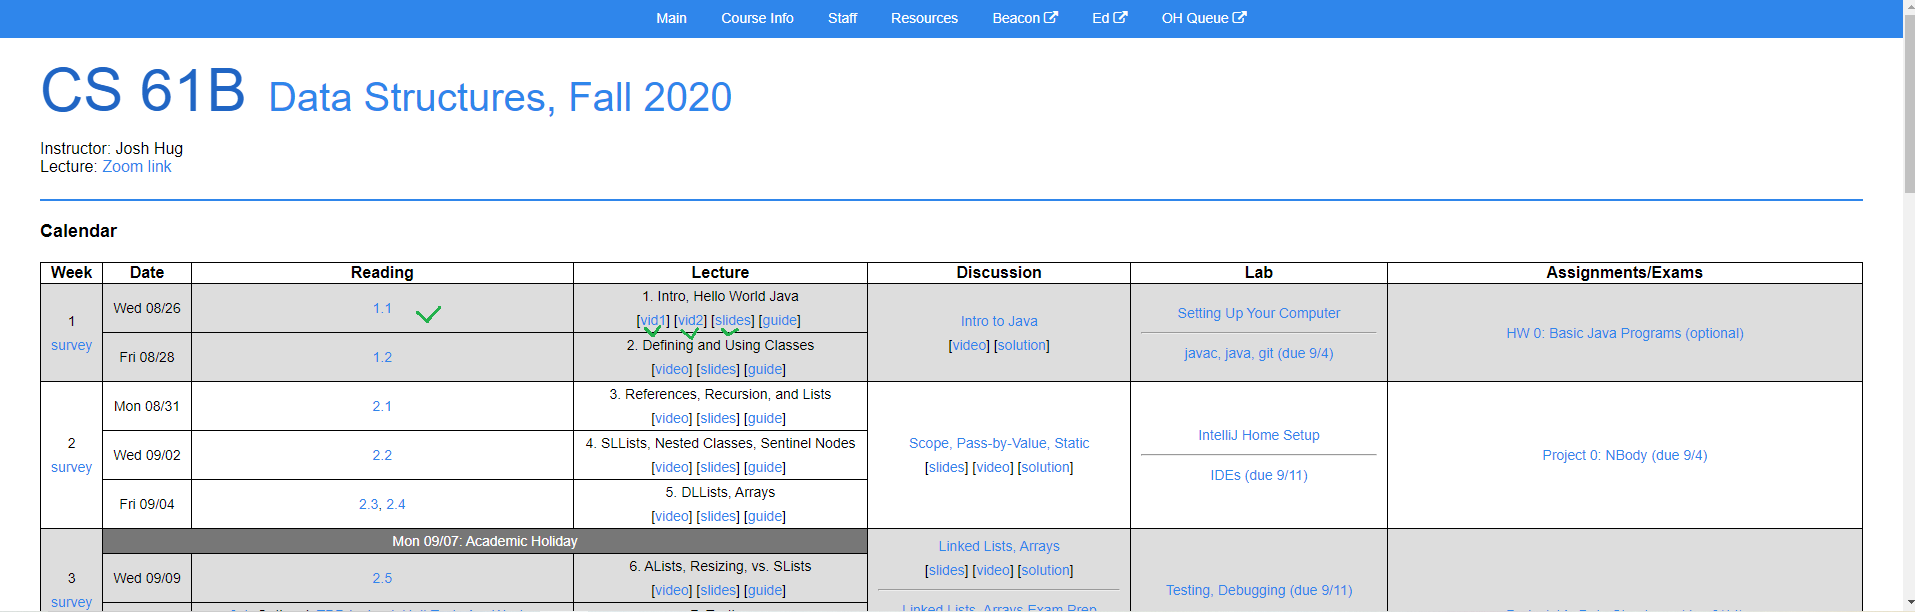 Main Course Info Staff Resources Beacon Ed OH Queue
CS 61B Data Structures, Fall 2020
Instructor: Josh Hug
Lecture: Zoom link
Calendar
Week Date Reading Lecture Discussion Lab Assignments/Exams
1
survey
Wed 08/26
1.1
1. Intro, Hello World Java
[vid1] [vid2] [slides] [guide]
Fri 08/28
1.2
2. Defining and Using Classes
[video] [slides] [guide]
Intro to Java
[video] [solution]
Setting Up Your Computer
javac, java, git (due 9/4)
HW 0: Basic Java Programs (optional)
2
survey
Mon 08/31
2.1
3. References, Recursion, and Lists
[video] [slides] [guide]
Wed 09/02
2.2
4. SLLists, Nested Classes, Sentinel Nodes
[video] [slides] [guide]
Fri 09/04
2.3, 2.4
5. DLLists, Arrays
[video] [slides] [guide]
Scope, Pass-by-Value, Static
[slides] [video] [solution]
IntelliJ Home Setup
IDEs (due 9/11)
Project 0: NBody (due 9/4)
3
survey
Mon 09/07: Academic Holiday
Wed 09/09
2.5
6. ALists, Resizing, vs. SLists
[video] [slides] [guide]
Linked Lists, Arrays
[slides] [video] [solution]
Linked Lists, Arrays Exam Prep
Testing, Debugging (due 9/11)